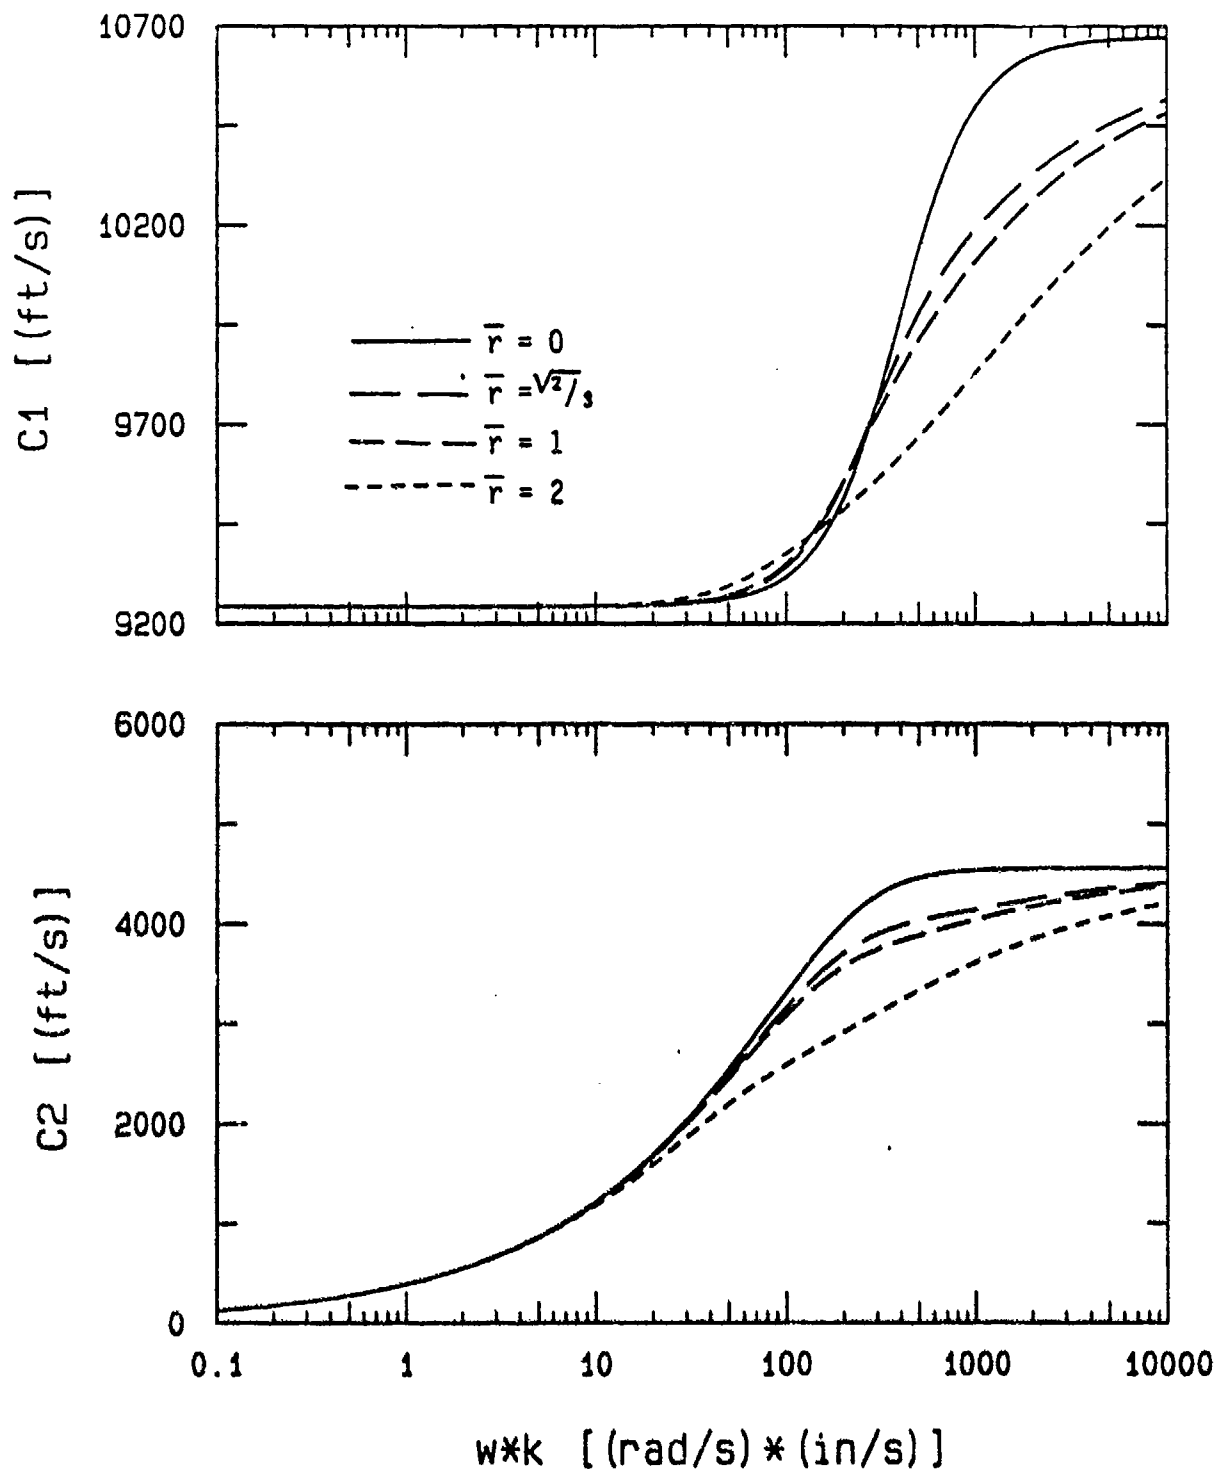 10700
10200
9700
9200
C1 [(ft/s)]
r̅ = 0
r̅ = √2/3
r̅ = 1
r̅ = 2
6000
4000
2000
0
C2 [(ft/s)]
0.1 1 10 100 1000 10000
w*k [(rad/s)*(in/s)]